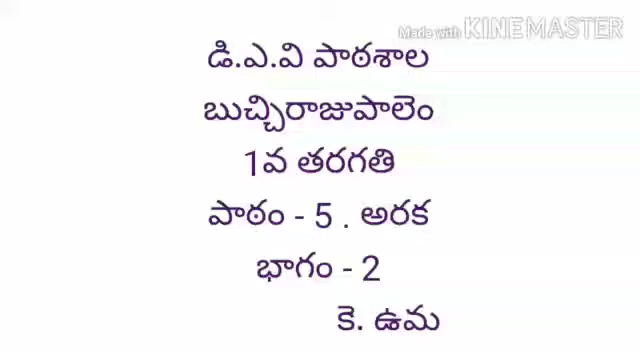 Made with KINEMASTER
డి.ఎ.వి పాఠశాల
బుచ్చిరాజుపాలెం
1వ తరగతి
పాఠం - 5 . అరక
భాగం - 2
కె. ఉమ